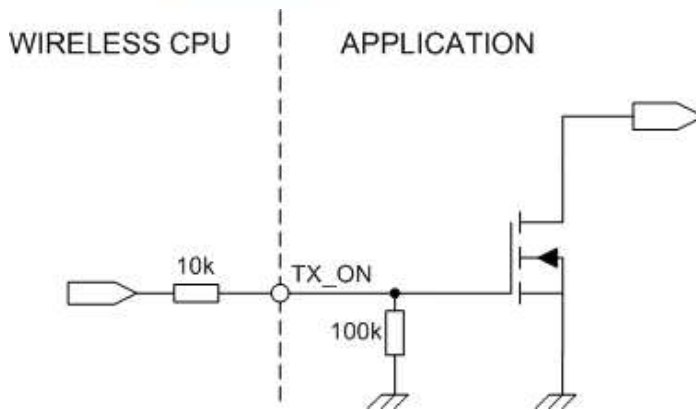 WIRELESS CPU
APPLICATION
10k
TX_ON
100k